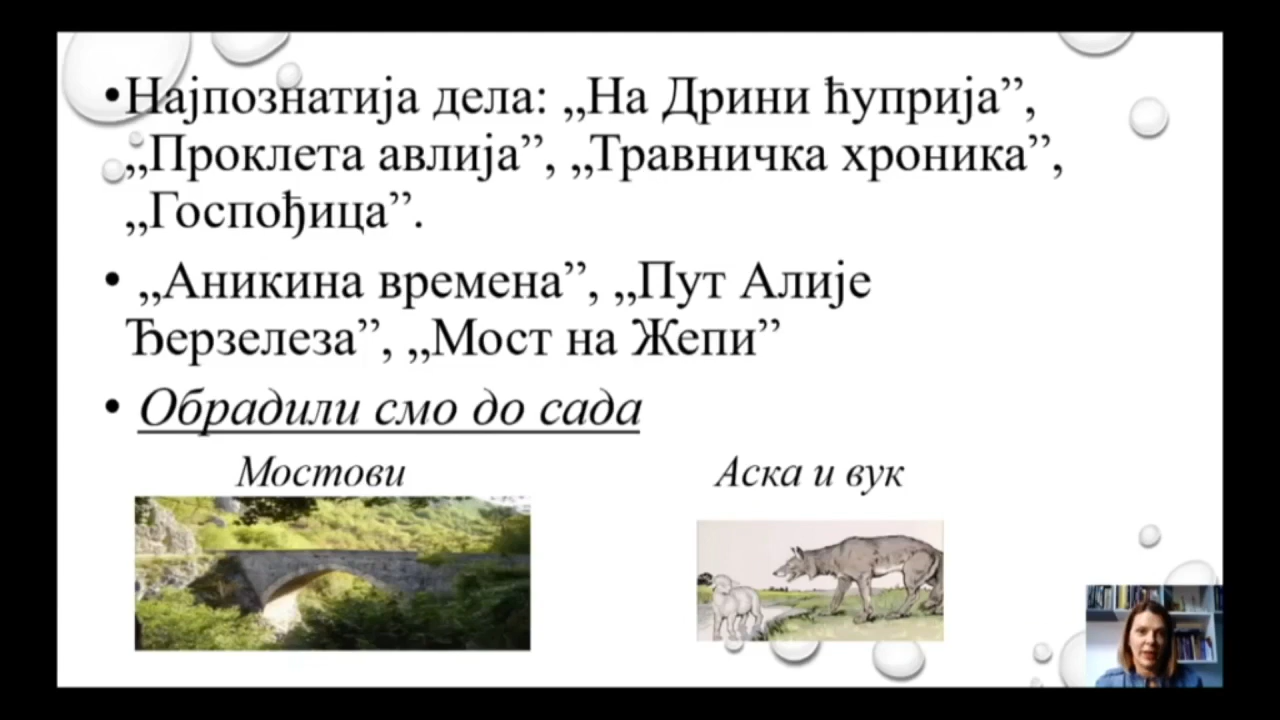 •Најпознатија дела: „На Дрини ћуприја”,
„Проклета авлија”, „Травничка хроника”,
„Госпођица”.
• „Аникина времена”, „Пут Алије
Ђерзелеза”, „Мост на Жепи”
• Обрадили смо до сада
Мостови
Аска и вук